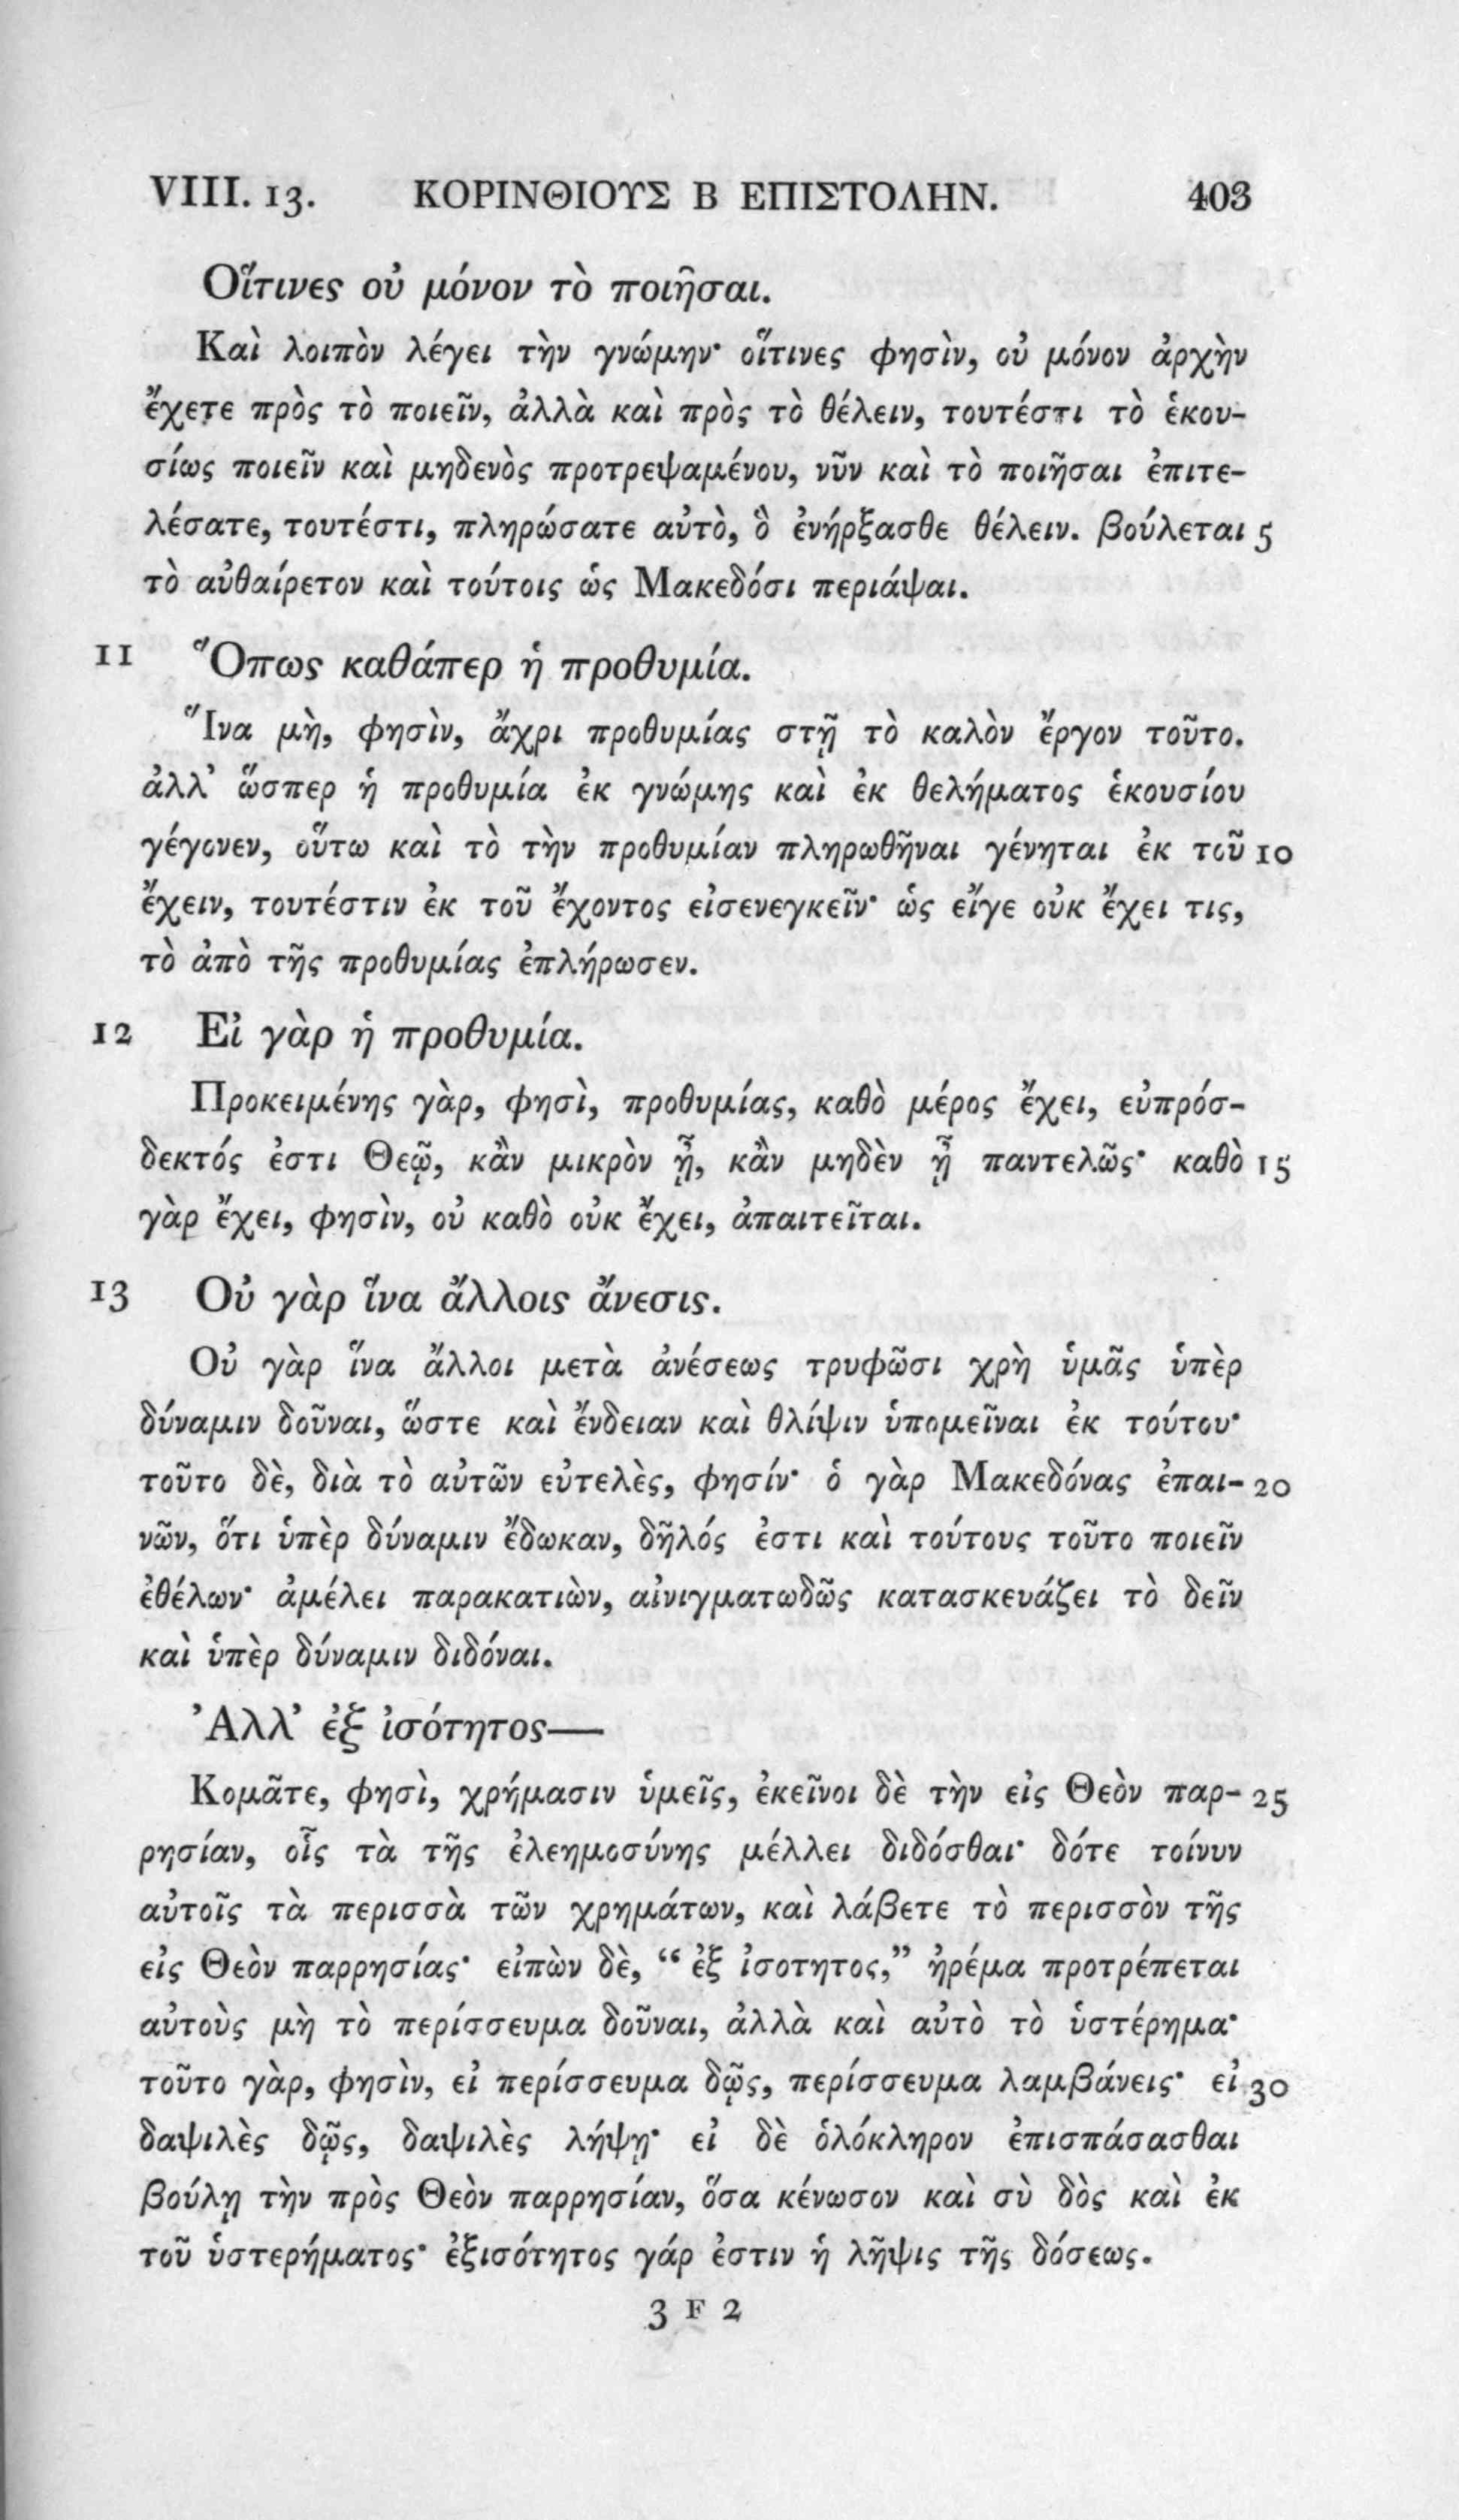 VIII. 13. ΚΟΡΙΝΘΙΟΥΣ Β ΕΠΙΣΤΟΛΗΝ. 403
Οἵτινες οὐ μόνον τὸ ποιῆσαι.
Καὶ λοιπὸν λέγει τὴν γνώμην· οἵτινες φησὶν, οὐ μόνον ἀρχὴν
ἔχετε πρὸς τὸ ποιεῖν, ἀλλὰ καὶ πρὸς τὸ θέλειν, τουτέστι τὸ ἑκου-
σίως ποιεῖν καὶ μηδενὸς προτρεψαμένου, νῦν καὶ τὸ ποιῆσαι ἐπιτε-
λέσατε, τουτέστι, πληρώσατε αὐτὸ, ὃ ἐνήρξασθε θέλειν. βούλεται 5
τὸ αὐθαίρετον καὶ τούτοις ὡς Μακεδόσι περιάψαι.
11 Ὅπως καθάπερ ἡ προθυμία.
Ἵνα μὴ, φησὶν, ἄχρι προθυμίας στῇ τὸ καλὸν ἔργον τοῦτο.
ἀλλ’ ὥσπερ ἡ προθυμία ἐκ γνώμης καὶ ἐκ θελήματος ἑκουσίου
γέγονεν, οὕτω καὶ τὸ τὴν προθυμίαν πληρωθῆναι γένηται ἐκ τοῦ 10
ἔχειν, τουτέστιν ἐκ τοῦ ἔχοντος εἰσενεγκεῖν· ὡς εἴγε οὐκ ἔχει τις,
τὸ ἀπὸ τῆς προθυμίας ἐπλήρωσεν.
12 Εἰ γὰρ ἡ προθυμία.
Προκειμένης γὰρ, φησὶ, προθυμίας, καθὸ μέρος ἔχει, εὐπρόσ-
δεκτός ἐστι Θεῷ, κἂν μικρὸν ᾖ, κἂν μηδὲν ᾖ παντελῶς· καθὸ 15
γὰρ ἔχει, φησὶν, οὐ καθὸ οὐκ ἔχει, ἀπαιτεῖται.
13 Οὐ γὰρ ἵνα ἄλλοις ἄνεσις.
Οὐ γὰρ ἵνα ἄλλοι μετὰ ἀνέσεως τρυφῶσι χρὴ ὑμᾶς ὑπὲρ
δύναμιν δοῦναι, ὥστε καὶ ἔνδειαν καὶ θλίψιν ὑπομεῖναι ἐκ τούτου·
τοῦτο δὲ, διὰ τὸ αὐτῶν εὐτελὲς, φησίν· ὁ γὰρ Μακεδόνας ἐπαι- 20
νῶν, ὅτι ὑπὲρ δύναμιν ἔδωκαν, δῆλός ἐστι καὶ τούτους τοῦτο ποιεῖν
ἐθέλων· ἀμέλει παρακατιὼν, αἰνιγματωδῶς κατασκευάζει τὸ δεῖν
καὶ ὑπὲρ δύναμιν διδόναι.
Ἀλλ’ ἐξ ἰσότητος—
Κομᾶτε, φησὶ, χρήμασιν ὑμεῖς, ἐκεῖνοι δὲ τὴν εἰς Θεὸν παρ- 25
ρησίαν, οἷς τὰ τῆς ἐλεημοσύνης μέλλει διδόσθαι· δότε τοίνυν
αὐτοῖς τὰ περισσὰ τῶν χρημάτων, καὶ λάβετε τὸ περισσὸν τῆς
εἰς Θεὸν παρρησίας· εἰπὼν δὲ, “ ἐξ ἰσοτητος,” ἠρέμα προτρέπεται
αὐτοὺς μὴ τὸ περίσσευμα δοῦναι, ἀλλὰ καὶ αὐτὸ τὸ ὑστέρημα·
τοῦτο γὰρ, φησὶν, εἰ περίσσευμα δῷς, περίσσευμα λαμβάνεις· εἰ 30
δαψιλὲς δῷς, δαψιλὲς λήψῃ· εἰ δὲ ὁλόκληρον ἐπισπάσασθαι
βούλῃ τὴν πρὸς Θεὸν παρρησίαν, ὅσα κένωσον καὶ σὺ δὸς καὶ ἐκ
τοῦ ὑστερήματος· ἐξισότητος γάρ ἐστιν ἡ λῆψις τῆς δόσεως.
3 F 2